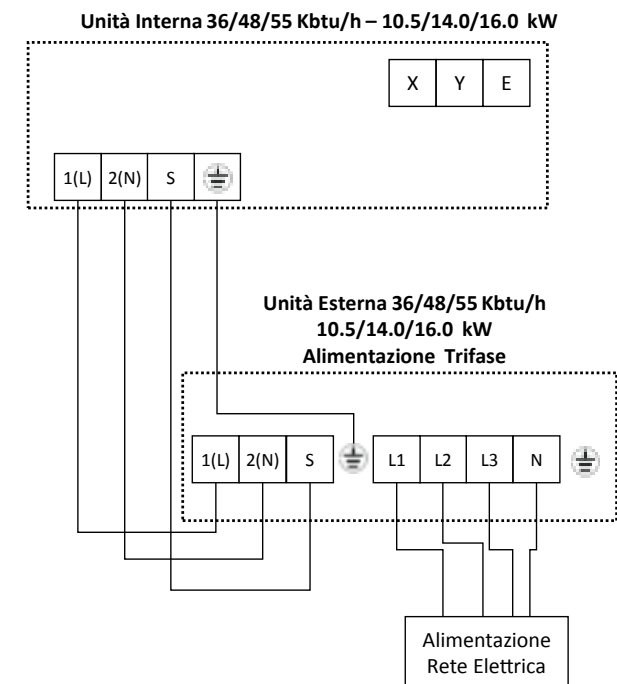 Unità Interna 36/48/55 Kbtu/h – 10.5/14.0/16.0 kW
X Y E
1(L) 2(N) S
Unità Esterna 36/48/55 Kbtu/h
10.5/14.0/16.0 kW
Alimentazione Trifase
1(L) 2(N) S L1 L2 L3 N
Alimentazione
Rete Elettrica